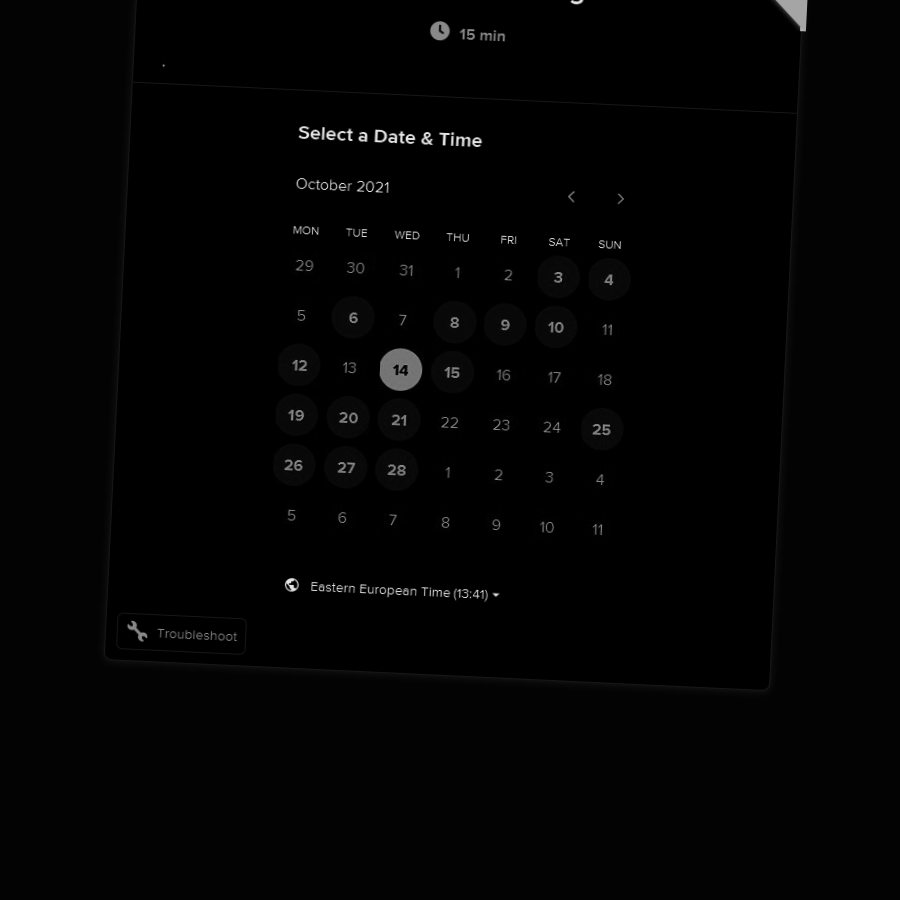 15 min
Select a Date & Time
October 2021
MON TUE WED THU FRI SAT SUN
29 30 31 1 2 3 4
5 6 7 8 9 10 11
12 13 14 15 16 17 18
19 20 21 22 23 24 25
26 27 28 1 2 3 4
5 6 7 8 9 10 11
Eastern European Time (13:41)
Troubleshoot